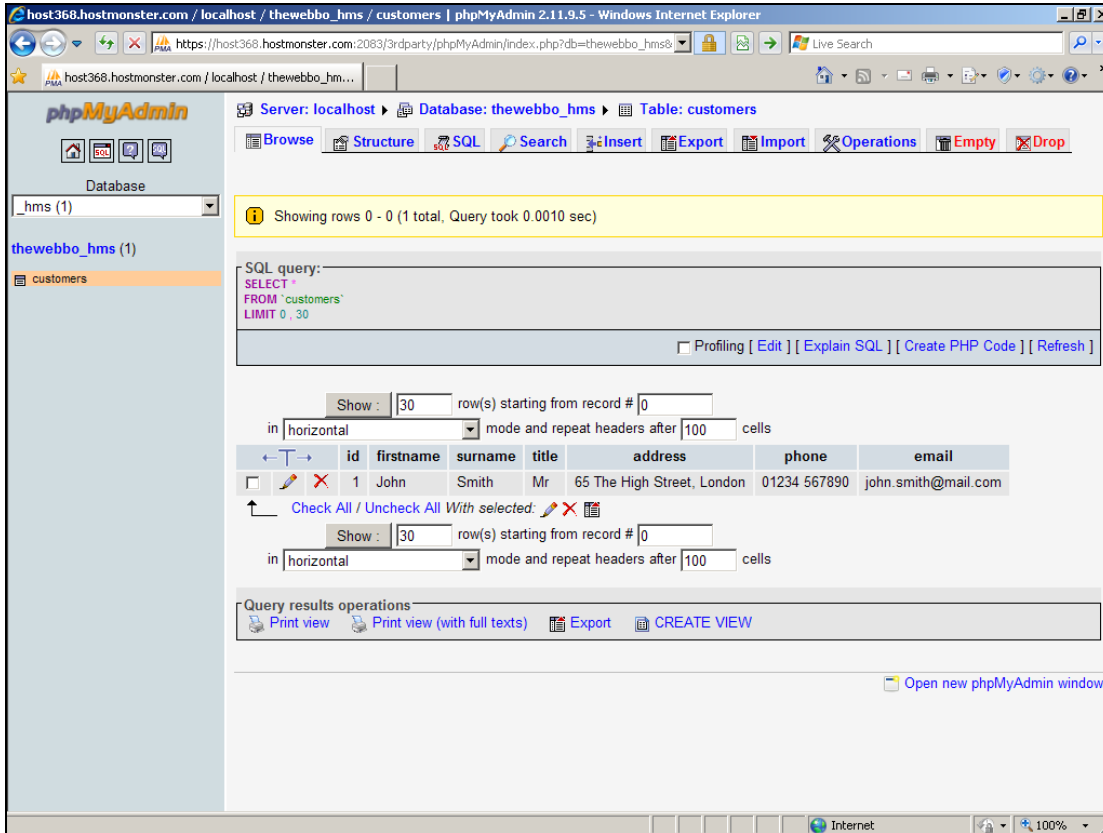 host368.hostmonster.com / localhost / thewebbo_hms / customers | phpMyAdmin 2.11.9.5 - Windows Internet Explorer
https://host368.hostmonster.com:2083/3rdparty/phpMyAdmin/index.php?db=thewebbo_hms& Live Search
host368.hostmonster.com / localhost / thewebbo_hm...
phpMyAdmin
Database
_hms (1)
thewebbo_hms (1)
customers
Server: localhost Database: thewebbo_hms Table: customers
Browse Structure SQL Search Insert Export Import Operations Empty Drop
Showing rows 0 - 0 (1 total, Query took 0.0010 sec)
SQL query:
SELECT *
FROM `customers`
LIMIT 0 , 30
Profiling [ Edit ] [ Explain SQL ] [ Create PHP Code ] [ Refresh ]
Show : 30 row(s) starting from record # 0
in horizontal mode and repeat headers after 100 cells
←T→ id firstname surname title address phone email
1 John Smith Mr 65 The High Street, London 01234 567890 john.smith@mail.com
Check All / Uncheck All With selected:
Show : 30 row(s) starting from record # 0
in horizontal mode and repeat headers after 100 cells
Query results operations
Print view Print view (with full texts) Export CREATE VIEW
Open new phpMyAdmin window
Internet 100%